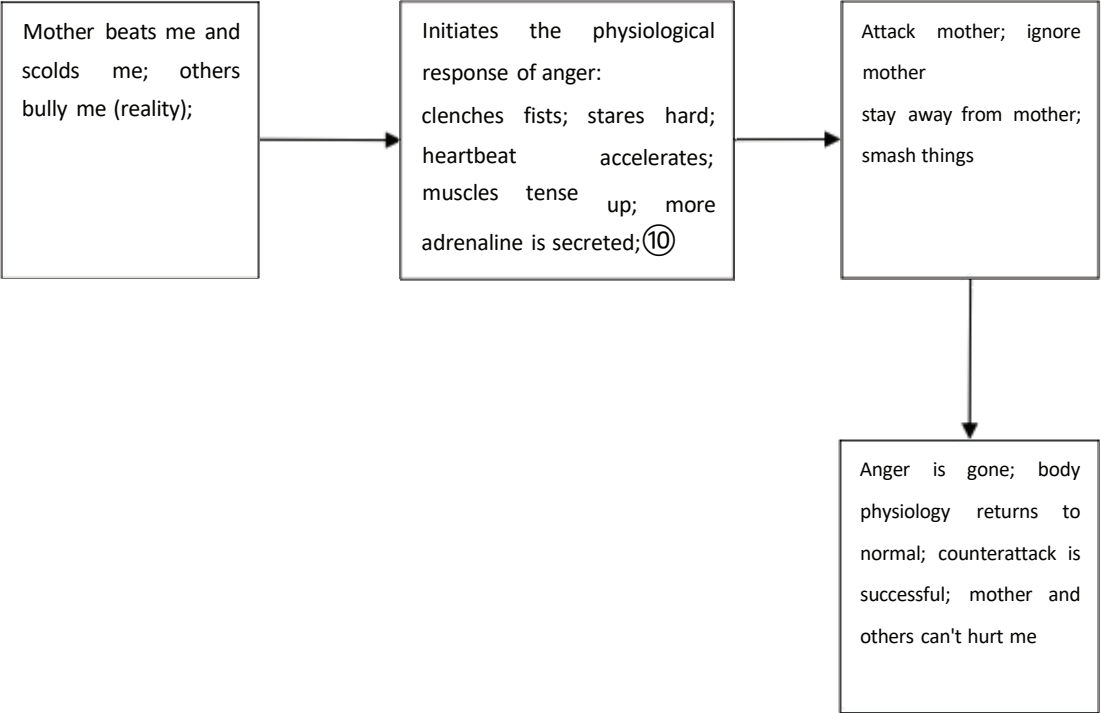 Mother beats me and
scolds me; others
bully me (reality);
Initiates the physiological
response of anger:
clenches fists; stares hard;
heartbeat accelerates;
muscles tense up; more
adrenaline is secreted;⑩
Attack mother; ignore
mother
stay away from mother;
smash things
Anger is gone; body
physiology returns to
normal; counterattack is
successful; mother and
others can't hurt me